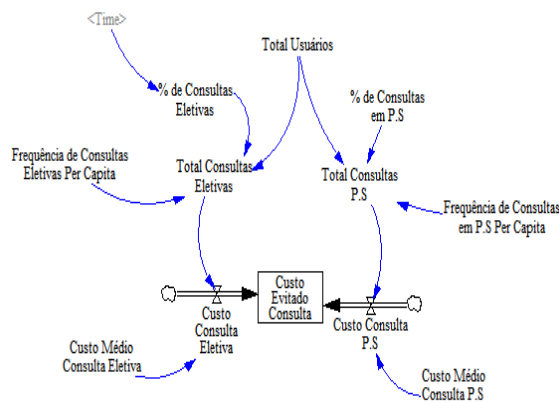 <Time>
Total Usuários
% de Consultas
Eletivas
% de Consultas
em P.S
Frequência de Consultas
Eletivas Per Capita
Total Consultas
Eletivas
Total Consultas
P.S
Frequência de Consultas
em P.S Per Capita
Custo
Evitado
Consulta
Custo
Consulta
Eletiva
Custo Consulta
P.S
Custo Médio
Consulta Eletiva
Custo Médio
Consulta P.S